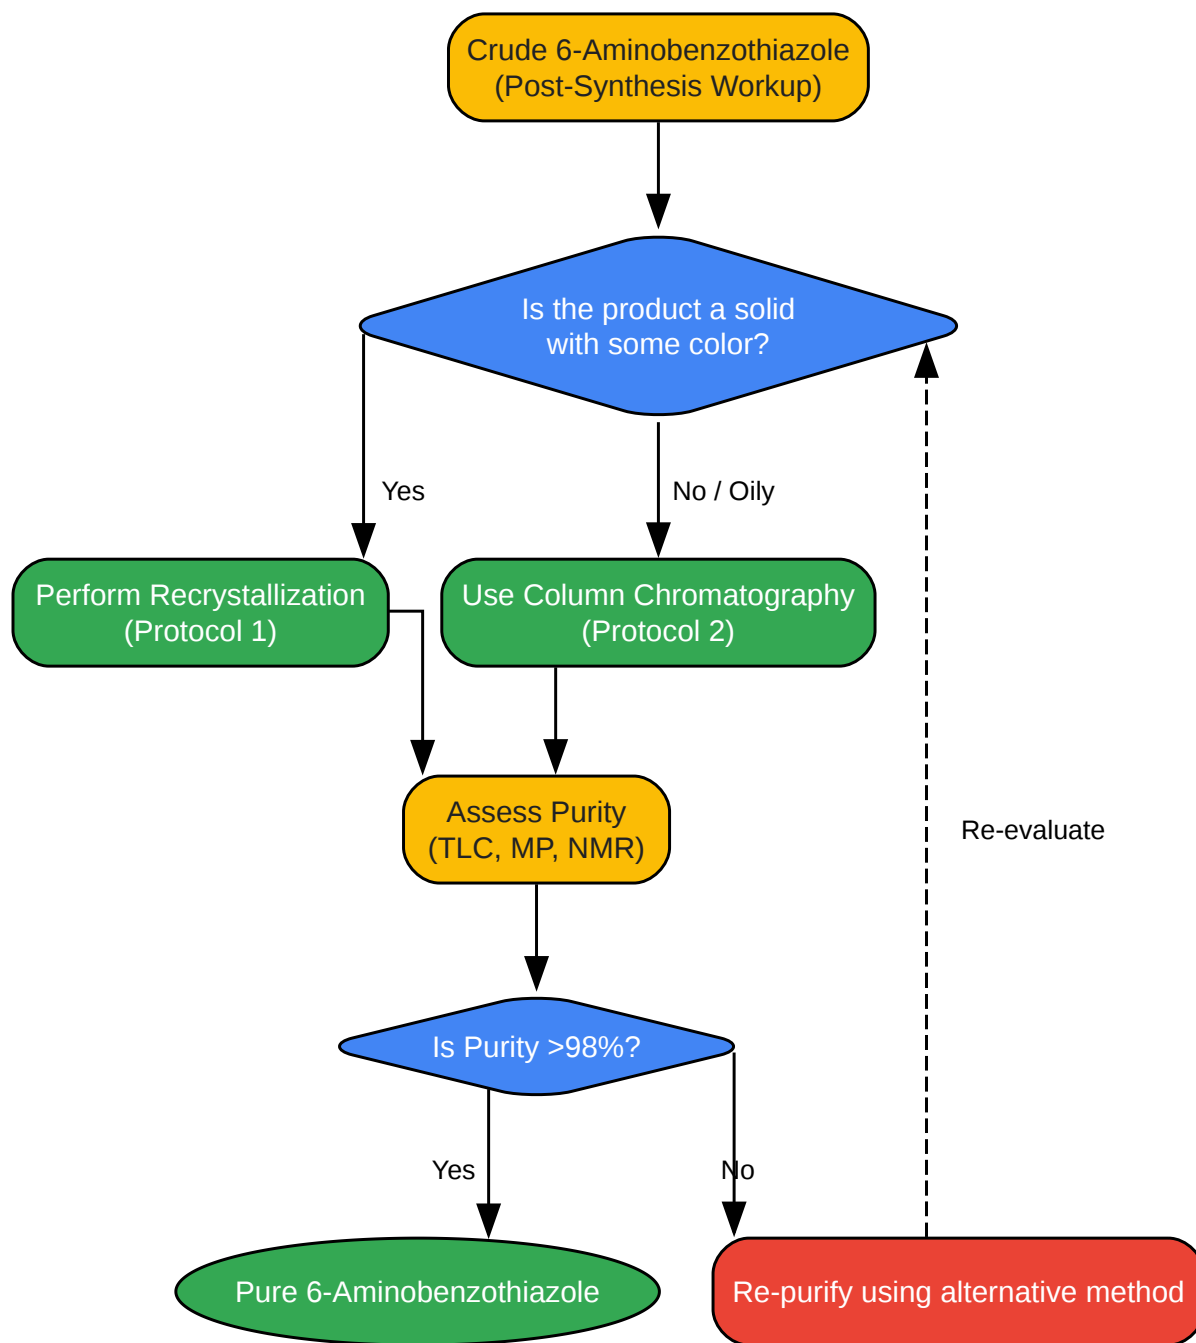 Crude 6-Aminobenzothiazole
(Post-Synthesis Workup)
Is the product a solid
with some color?
Yes
No / Oily
Perform Recrystallization
(Protocol 1)
Use Column Chromatography
(Protocol 2)
Assess Purity
(TLC, MP, NMR)
Re-evaluate
Is Purity >98%?
Yes
No
Pure 6-Aminobenzothiazole
Re-purify using alternative method